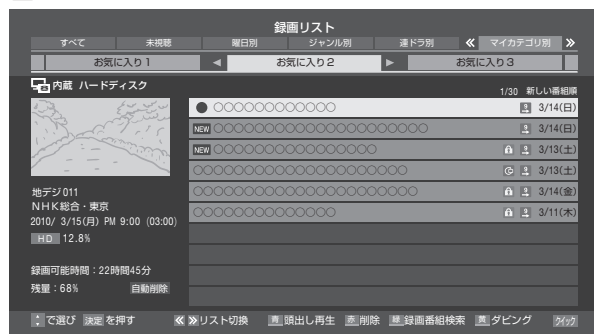 録画リスト
すべて 未視聴 曜日別 ジャンル別 連ドラ別 ≪ マイカテゴリ別 ≫
お気に入り1 ◀ お気に入り2 ▶ お気に入り3
内蔵 ハードディスク
1/30 新しい番組順
● ○○○○○○○○○○○○ 3/14(日)
NEW ○○○○○○○○○○○○○○○○○○○○○ 3/14(日)
NEW ○○○○○○○○○○○○○○○○ 3/13(土)
○○○○○○○○○○○○○○○○○○○○○ 3/13(土)
○○○○○○○○○○○○○○○○○○○○○○ 3/14(金)
○○○○○○○○○○○○○○ 3/11(木)
地デジ011
NHK総合・東京
2010/ 3/15(月) PM 9:00 (03:00)
HD 12.8%
録画可能時間：22時間45分
残量：68% 自動削除
で選び 決定 を押す ≪ ≫リスト切換 青 頭出し再生 赤 削除 緑 録画番組検索 黄 ダビング クイック